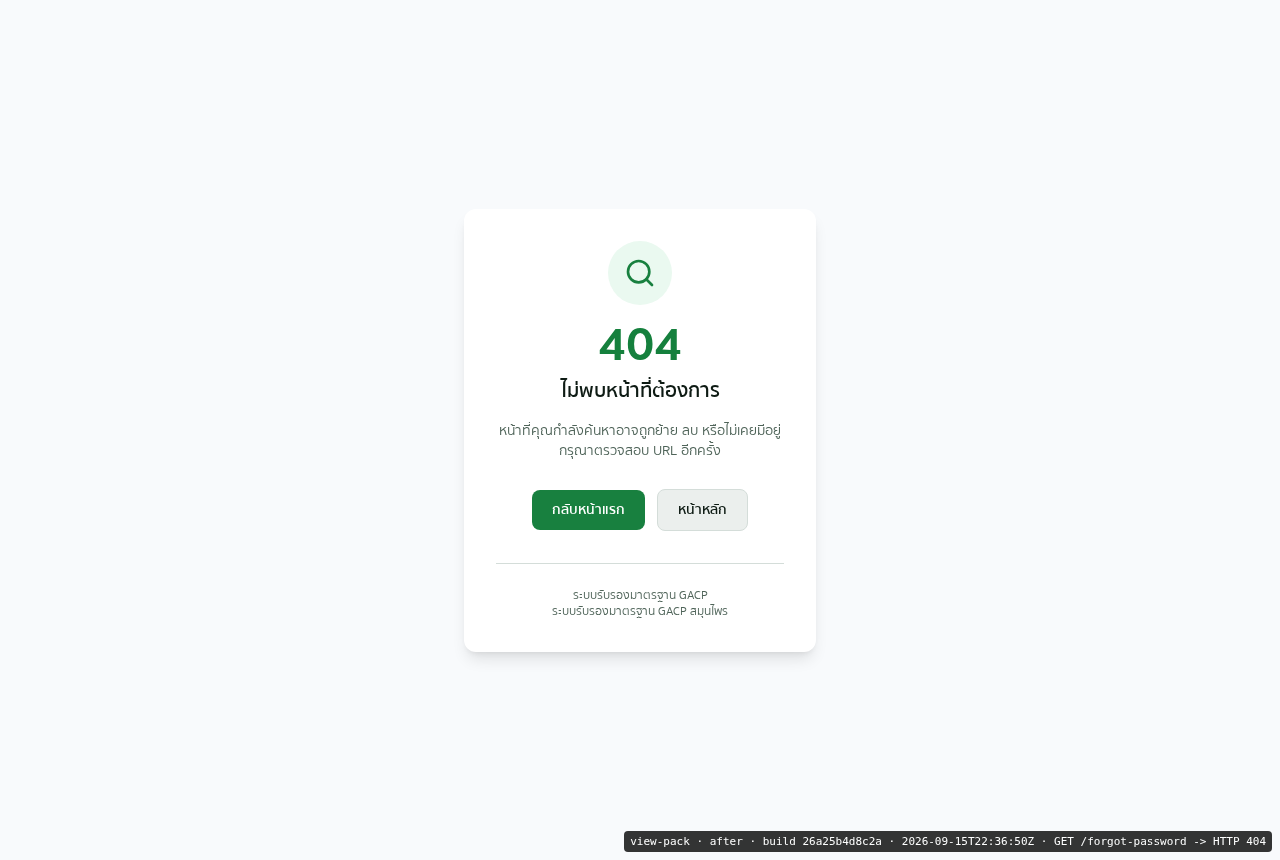 404
ไม่พบหน้าที่ต้องการ
หน้าที่คุณกำลังค้นหาอาจถูกย้าย ลบ หรือไม่เคยมีอยู่
กรุณาตรวจสอบ URL อีกครั้ง
กลับหน้าแรก
หน้าหลัก
ระบบรับรองมาตรฐาน GACP
ระบบรับรองมาตรฐาน GACP สมุนไพร
view-pack · after · build 26a25b4d8c2a · 2026-09-15T22:36:50Z · GET /forgot-password -> HTTP 404